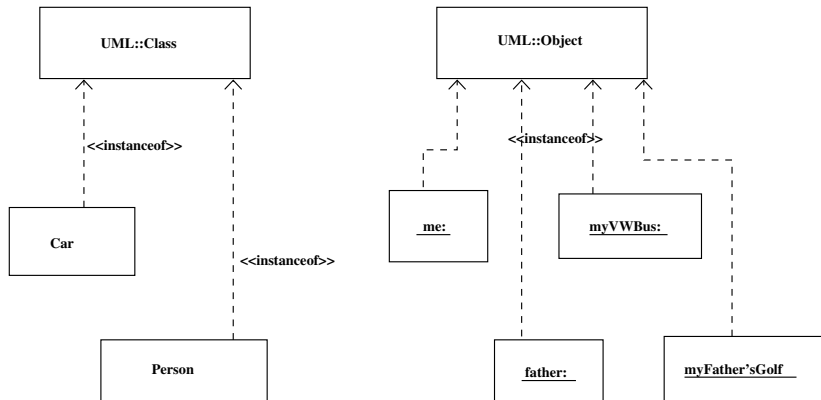 UML::Class
UML::Object
<<instanceof>>
<<instanceof>>
me:
myVWBus:
Car
<<instanceof>>
Person
father:
myFather'sGolf